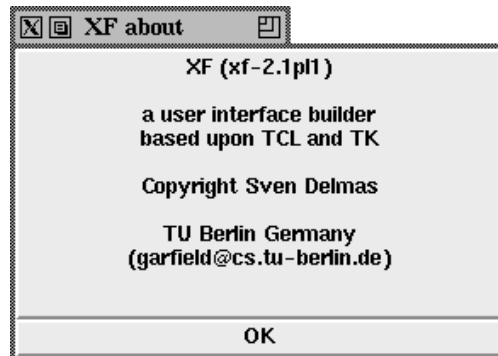 XF about
XF (xf-2.1pl1)
a user interface builder
based upon TCL and TK
Copyright Sven Delmas
TU Berlin Germany
(garfield@cs.tu-berlin.de)
OK